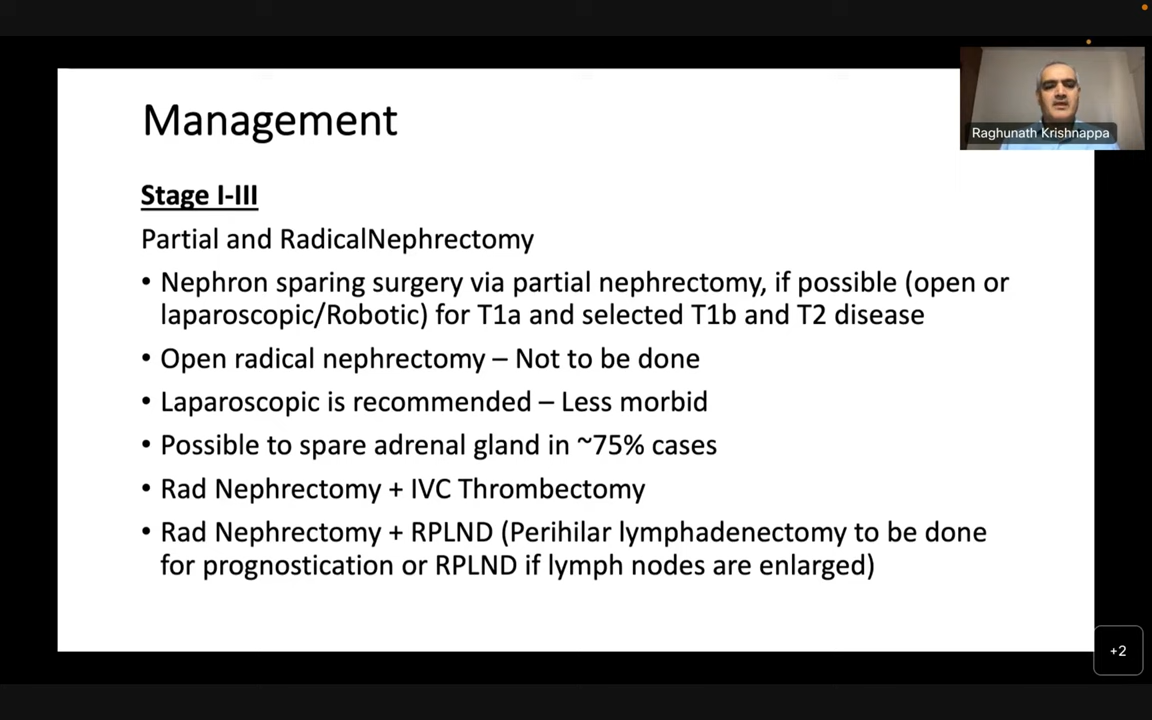 Management
Raghunath Krishnappa
Stage I-III
Partial and RadicalNephrectomy
• Nephron sparing surgery via partial nephrectomy, if possible (open or
laparoscopic/Robotic) for T1a and selected T1b and T2 disease
• Open radical nephrectomy – Not to be done
• Laparoscopic is recommended – Less morbid
• Possible to spare adrenal gland in ~75% cases
• Rad Nephrectomy + IVC Thrombectomy
• Rad Nephrectomy + RPLND (Perihilar lymphadenectomy to be done
for prognostication or RPLND if lymph nodes are enlarged)
+2